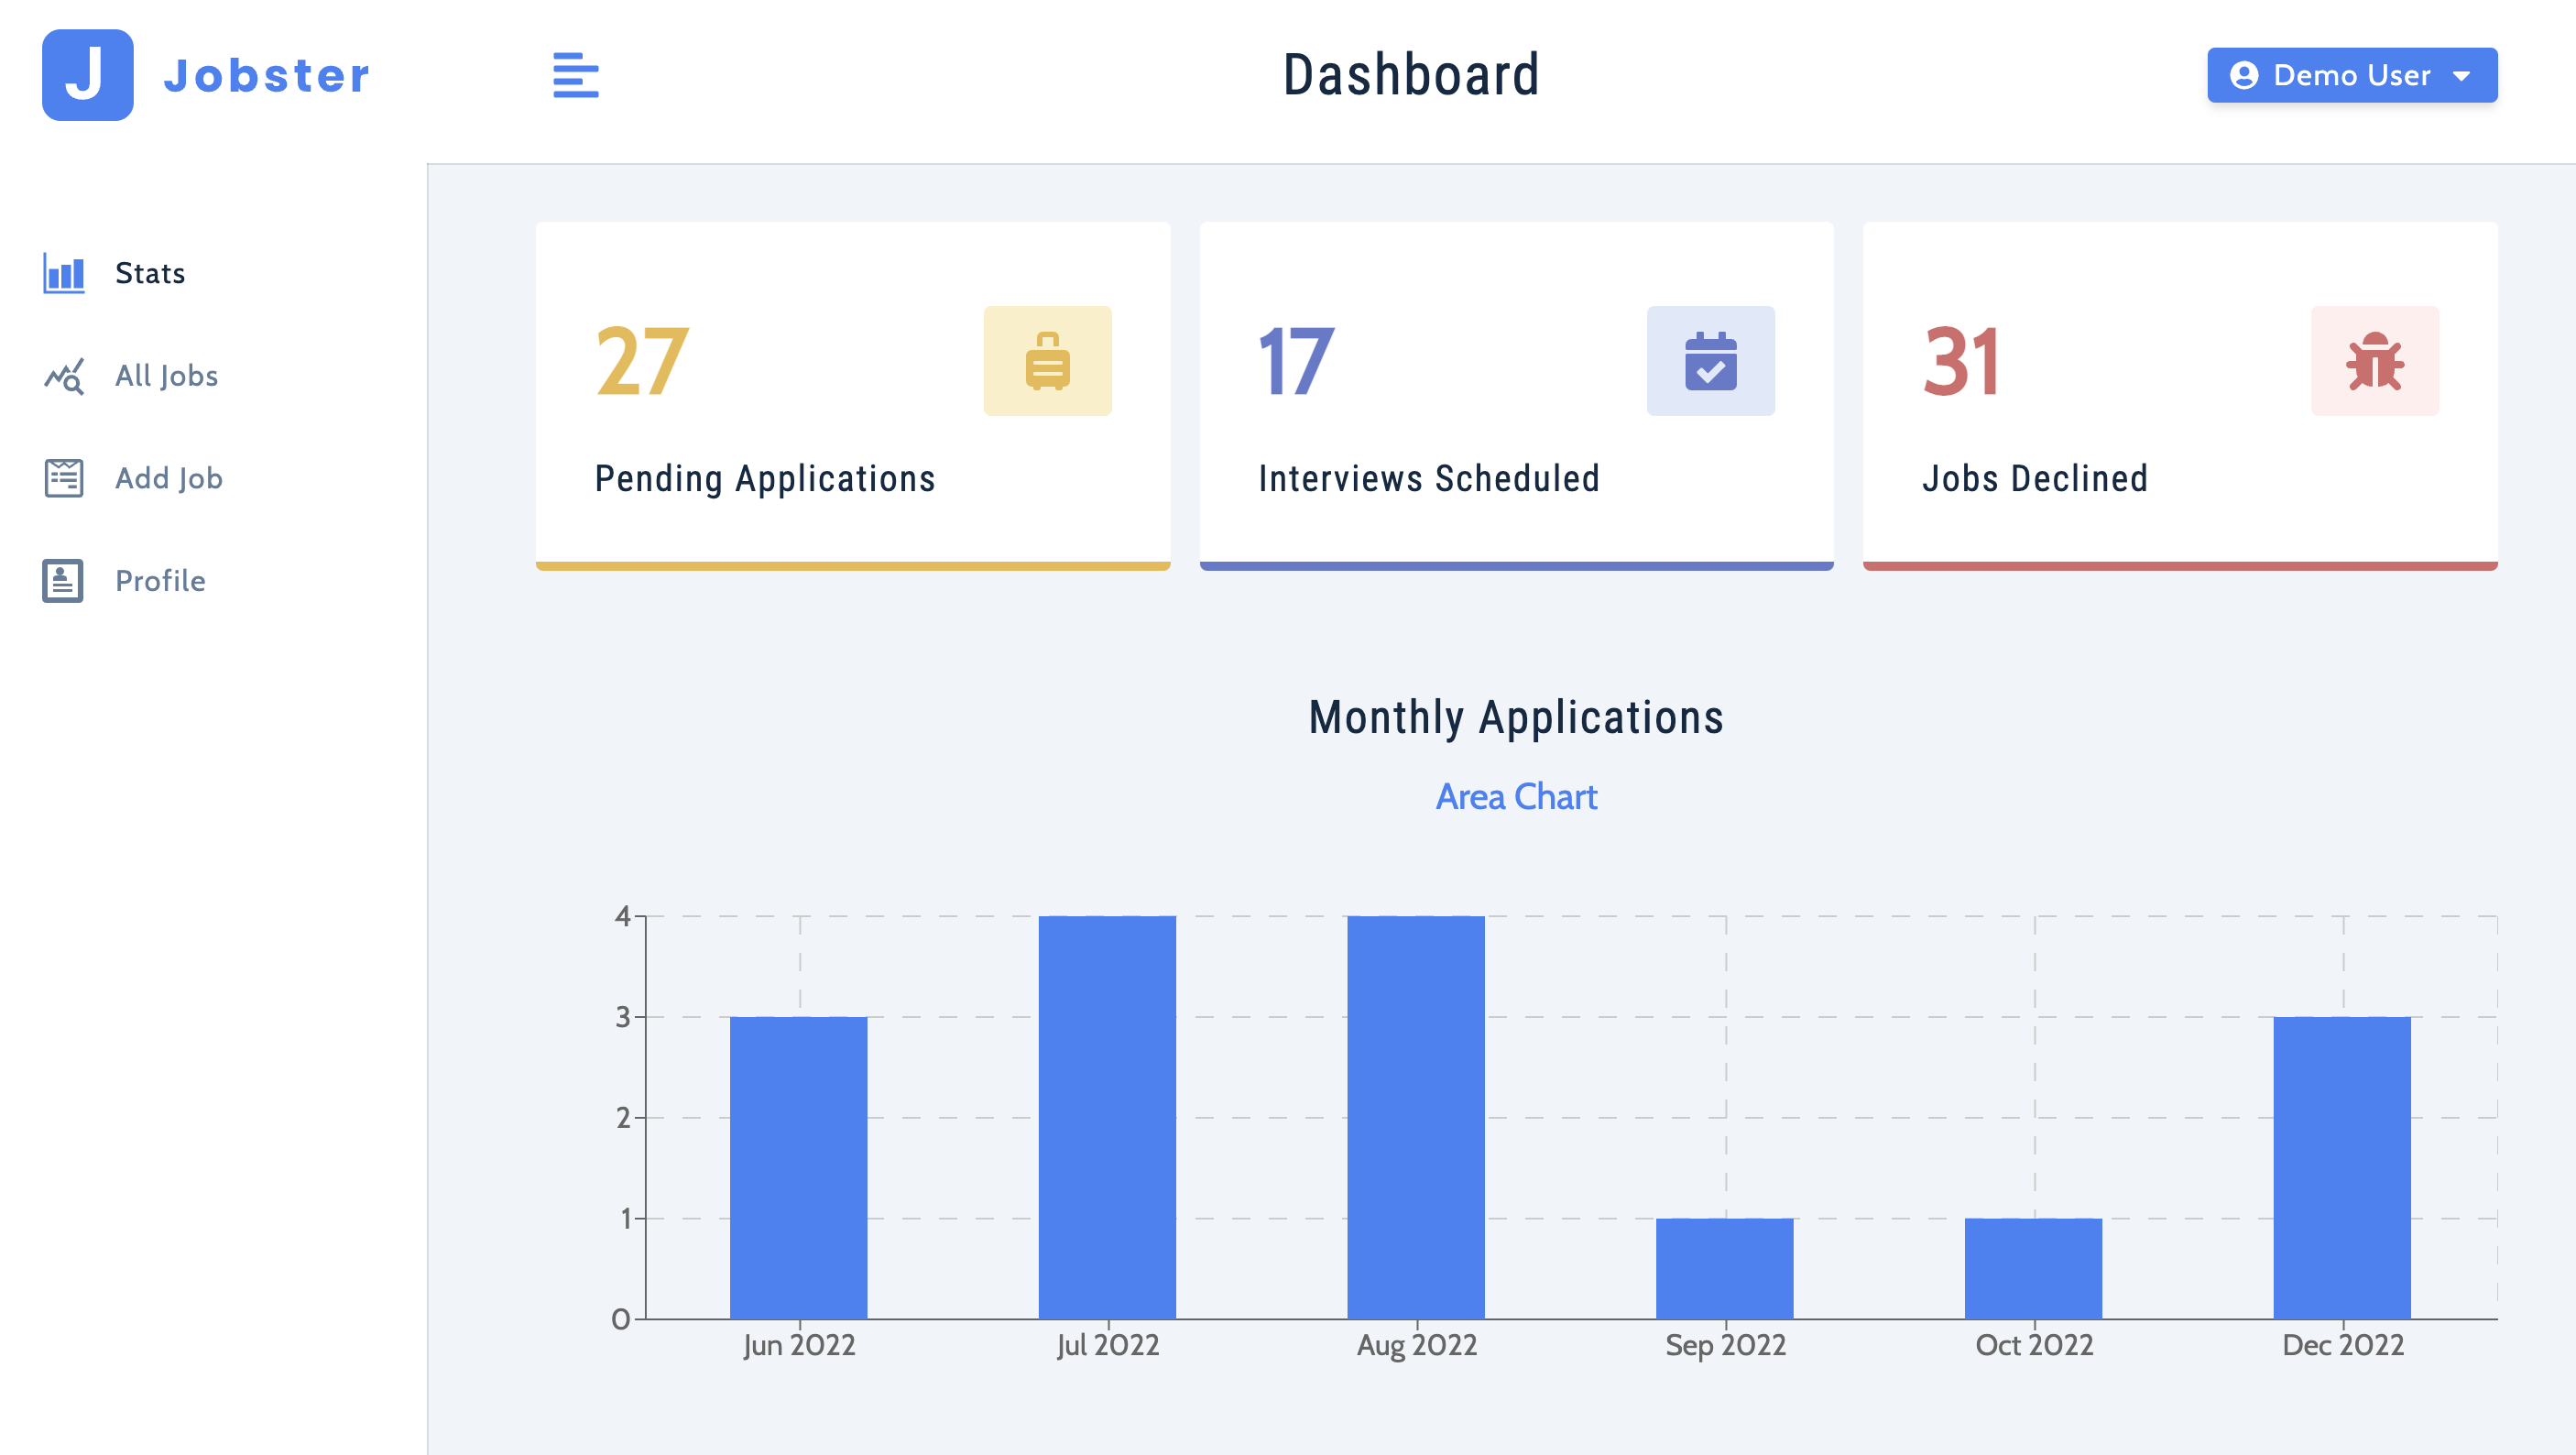 J Jobster
Dashboard
Demo User
Stats
All Jobs
Add Job
Profile
27
Pending Applications
17
Interviews Scheduled
31
Jobs Declined
Monthly Applications
Area Chart
4
3
2
1
0
Jun 2022 Jul 2022 Aug 2022 Sep 2022 Oct 2022 Dec 2022